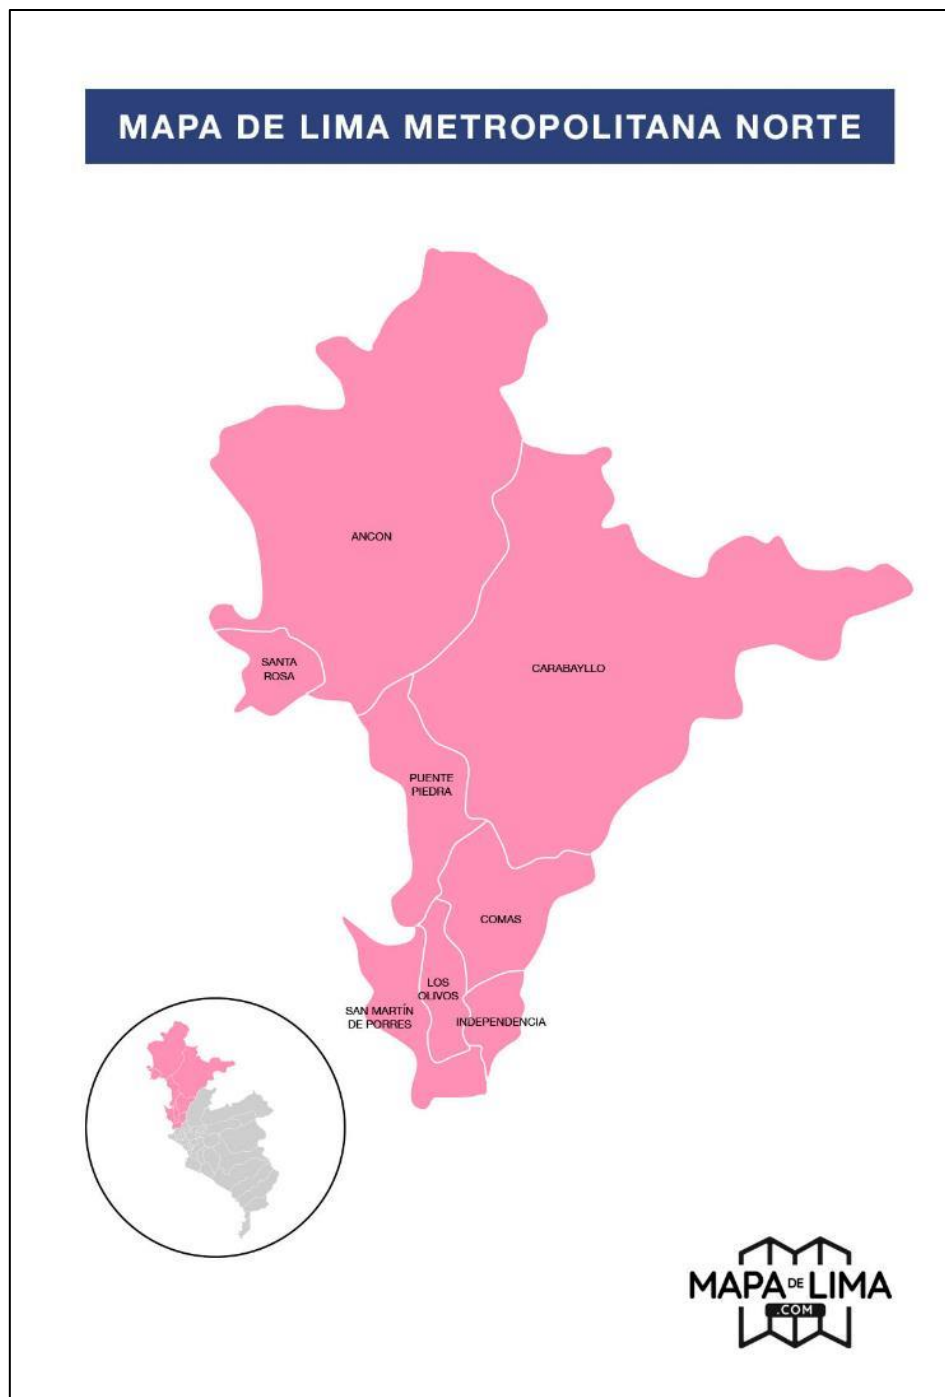 MAPA DE LIMA METROPOLITANA NORTE
ANCON
SANTA
ROSA
CARABAYLLO
PUENTE
PIEDRA
COMAS
LOS
OLIVOS
SAN MARTÍN
DE PORRES
INDEPENDENCIA
MAPA DE LIMA
.COM